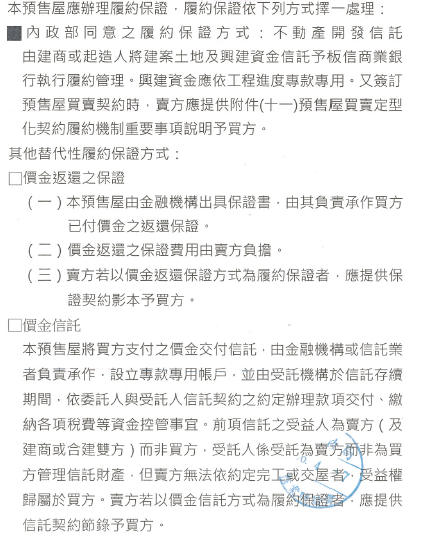 本預售屋應辦理履約保證，履約保證依下列方式擇一處理：
■內政部同意之履約保證方式：不動產開發信託
由建商或起造人將建案土地及興建資金信託予板信商業銀
行執行履約管理。興建資金應依工程進度專款專用。又簽訂
預售屋買賣契約時，賣方應提供附件(十一)預售屋買賣定型
化契約履約機制重要事項說明予買方。
其他替代性履約保證方式：
□價金返還之保證
（一）本預售屋由金融機構出具保證書，由其負責承作買方
已付價金之返還保證。
（二）價金返還之保證費用由賣方負擔。
（三）賣方若以價金返還保證方式為履約保證者，應提供保
證契約影本予買方。
□價金信託
本預售屋將買方支付之價金交付信託，由金融機構或信託業
者負責承作，設立專款專用帳戶，並由受託機構於信託存續
期間，依委託人與受託人信託契約之約定辦理款項交付、繳
納各項稅費等資金控管事宜。前項信託之受益人為賣方（及
建商或合建雙方）而非買方，受託人係受託為賣方而非為買
方管理信託財產，但賣方無法依約定完工或交屋者，受益權
歸屬於買方。賣方若以價金信託方式為履約保證者，應提供
信託契約節錄予買方。